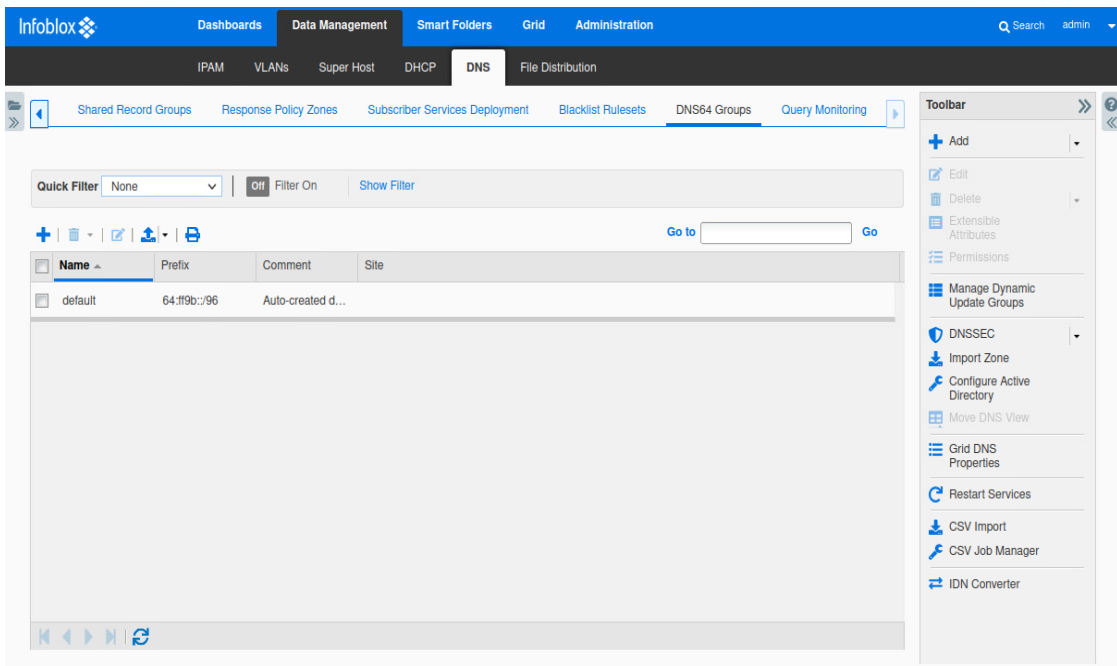 Infoblox Dashboards Data Management Smart Folders Grid Administration Search admin
IPAM VLANs Super Host DHCP DNS File Distribution
Shared Record Groups Response Policy Zones Subscriber Services Deployment Blacklist Rulesets DNS64 Groups Query Monitoring
Quick Filter None Off Filter On Show Filter
Go to Go
Name Prefix Comment Site
default 64:ff9b::/96 Auto-created d...
Toolbar
Add
Edit
Delete
Extensible
Attributes
Permissions
Manage Dynamic
Update Groups
DNSSEC
Import Zone
Configure Active
Directory
Move DNS View
Grid DNS
Properties
Restart Services
CSV Import
CSV Job Manager
IDN Converter